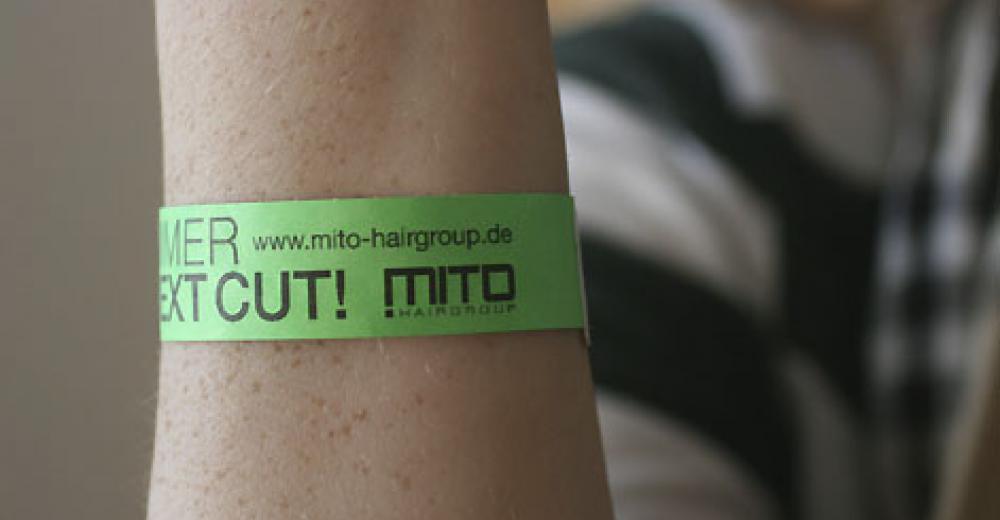 MER www.mito-hairgroup.de
EXT CUT! MITO
HAIRGROUP